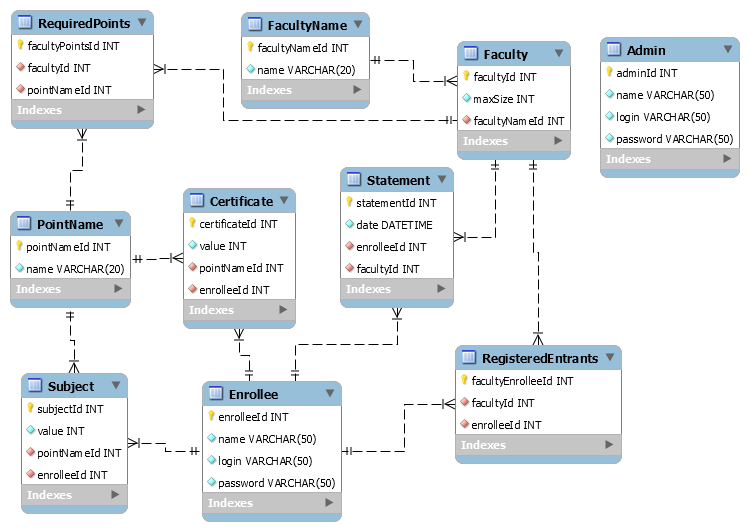 RequiredPoints
facultyPointsId INT
facultyId INT
pointNameId INT
Indexes
FacultyName
facultyNameId INT
name VARCHAR(20)
Indexes
Faculty
facultyId INT
maxSize INT
facultyNameId INT
Indexes
Admin
adminId INT
name VARCHAR(50)
login VARCHAR(50)
password VARCHAR(50)
Indexes
PointName
pointNameId INT
name VARCHAR(20)
Indexes
Certificate
certificateId INT
value INT
pointNameId INT
enrolleeId INT
Indexes
Statement
statementId INT
date DATETIME
enrolleeId INT
facultyId INT
Indexes
Subject
subjectId INT
value INT
pointNameId INT
enrolleeId INT
Indexes
Enrollee
enrolleeId INT
name VARCHAR(50)
login VARCHAR(50)
password VARCHAR(50)
Indexes
RegisteredEntrants
facultyEnrolleeId INT
facultyId INT
enrolleeId INT
Indexes